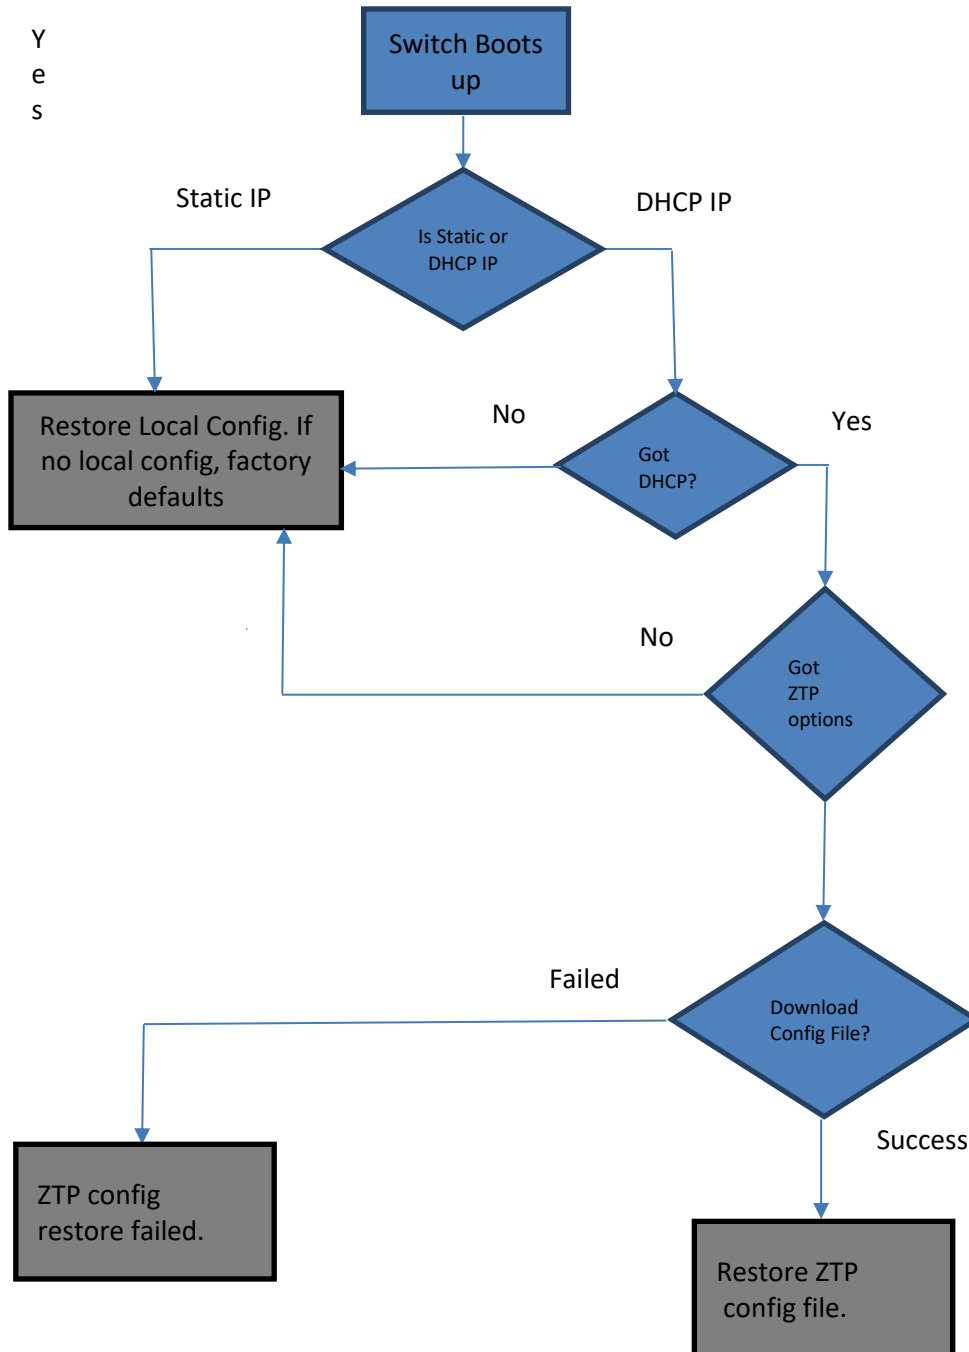 Y
e
s
Switch Boots
up
Static IP
DHCP IP
Is Static or
DHCP IP
No
Yes
Restore Local Config. If
no local config, factory
defaults
Got
DHCP?
No
Got
ZTP
options
Failed
Download
Config File?
Success
ZTP config
restore failed.
Restore ZTP
config file.